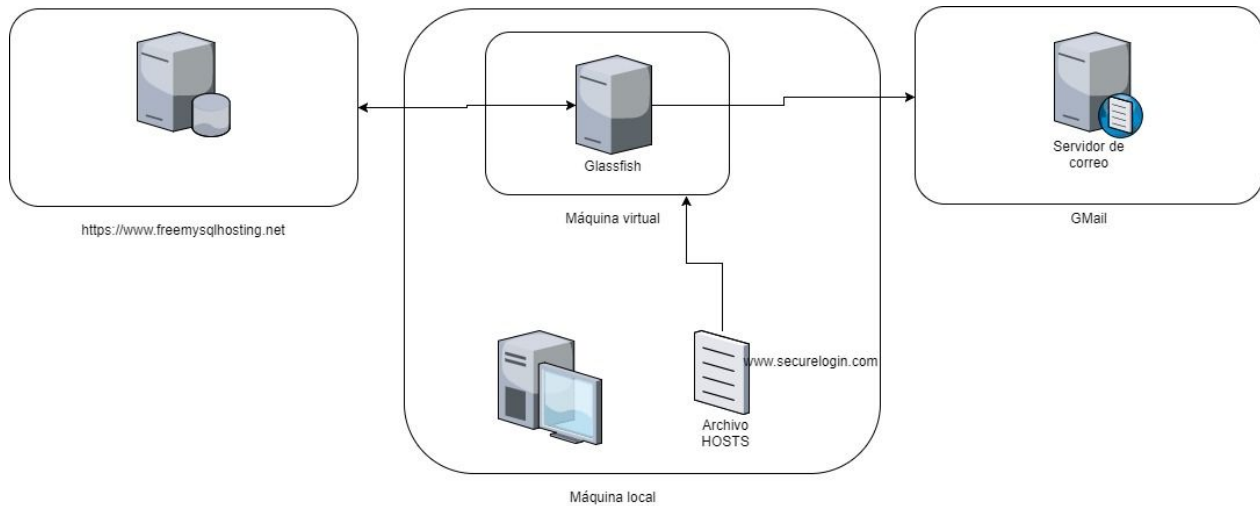 Glassfish
Servidor de
correo
https://www.freemysqlhosting.net
Máquina virtual
GMail
www.securelogin.com
Archivo
HOSTS
Máquina local